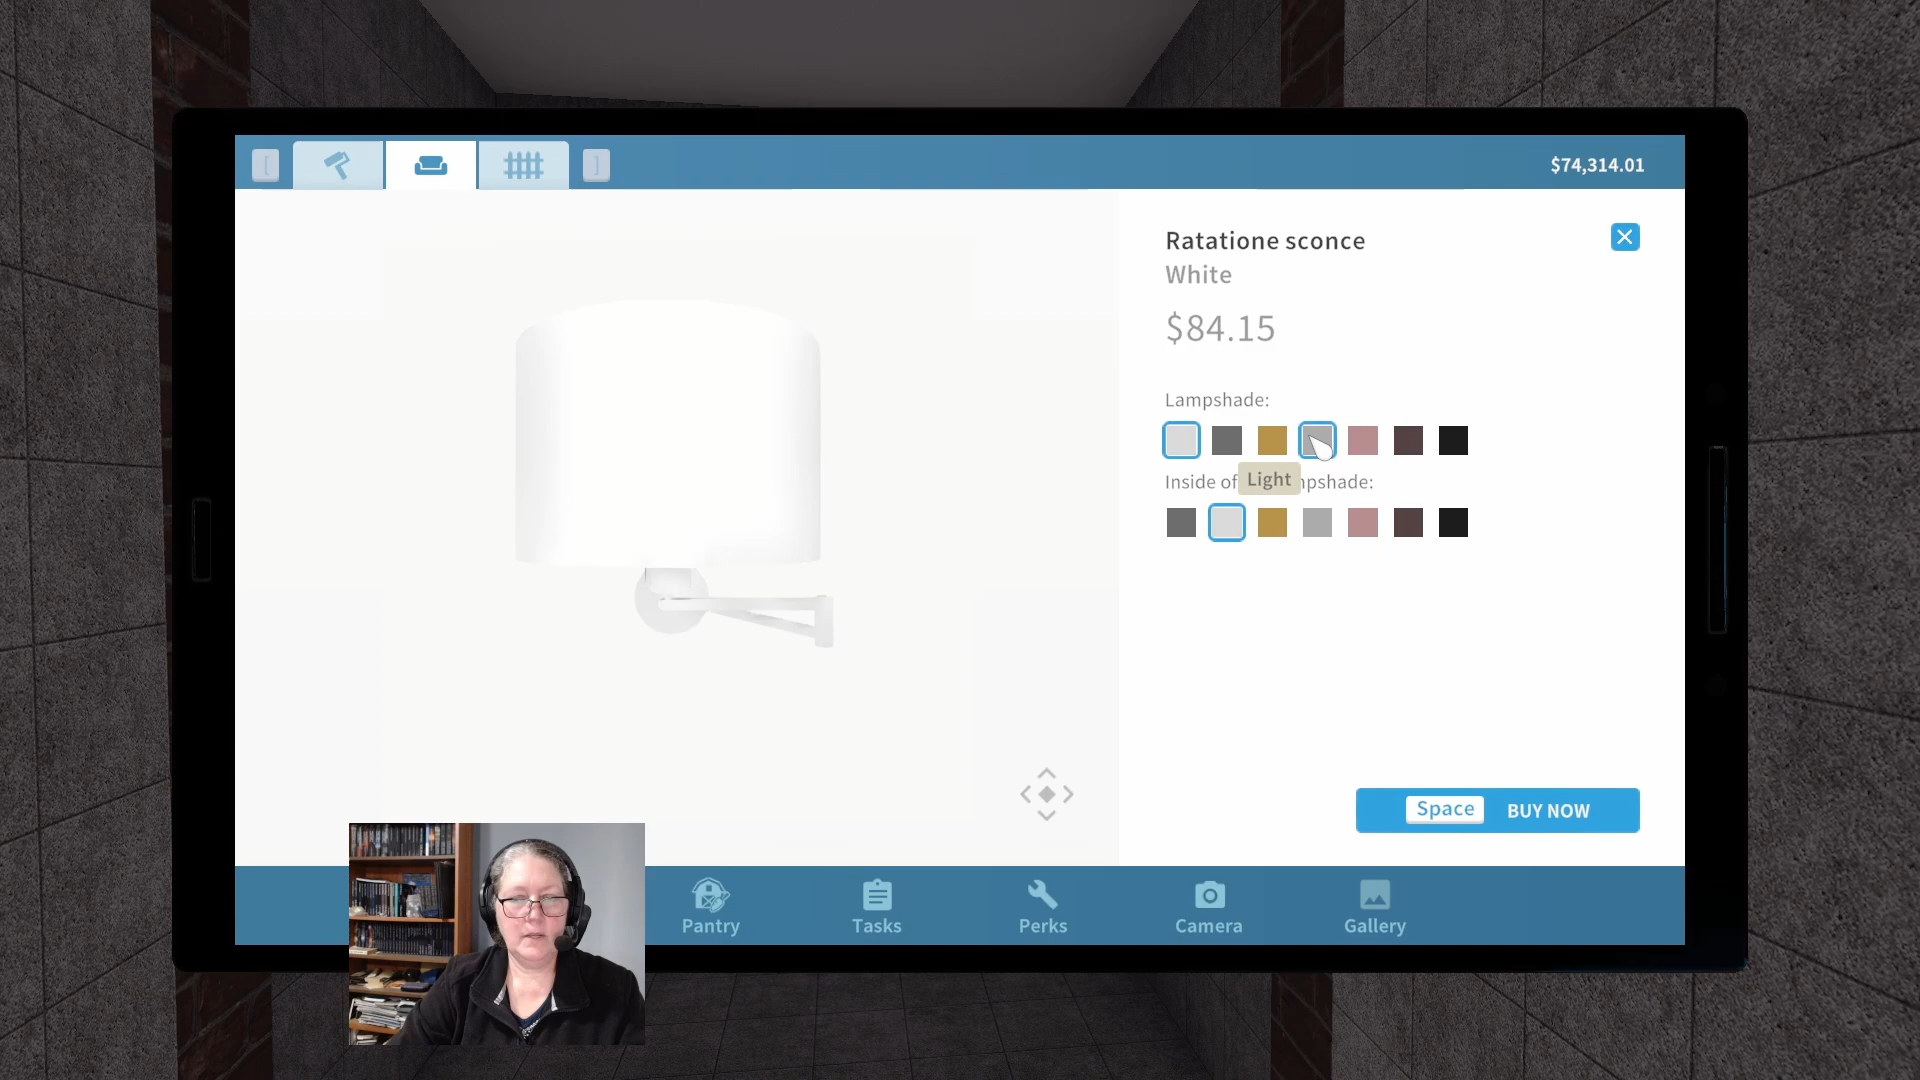 [
]
$74,314.01
Ratatione sconce
White
$84.15
Lampshade:
Light
Inside of
mpshade:
Space
BUY NOW
Pantry
Tasks
Perks
Camera
Gallery